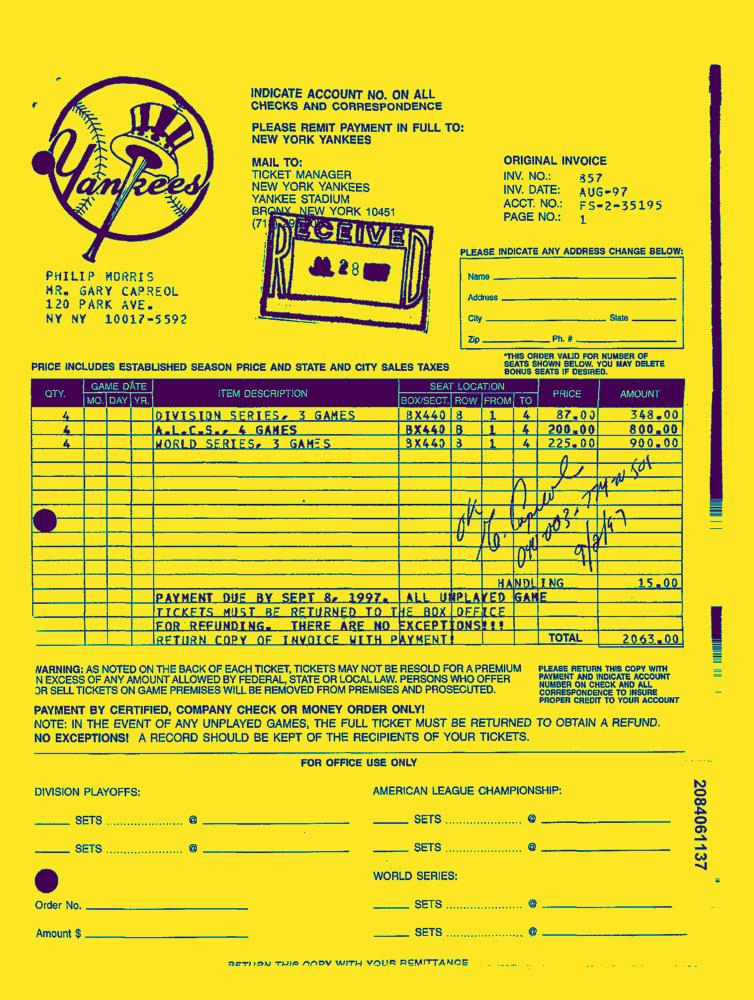 Yankees
INDICATE ACCOUNT NO. ON ALL
CHECKS AND CORRESPONDENCE
PLEASE REMIT PAYMENT IN FULL TO:
NEW YORK YANKEES
MAIL TO:
TICKET MANAGER
NEW YORK YANKEES
YANKEE STADIUM
BRONX, NEW YORK 10451
ORIGINAL INVOICE
INV. NO.: 857
INV. DATE: AUG-97
ACCT. NO.: FS-2-35195
PAGE NO.: 1
RECEIVED
28
PHILIP MORRIS
MR. GARY CAPREOL
120 PARK AVE.
NY NY 10017-5592
PLEASE INDICATE ANY ADDRESS CHANGE BELOW:
Name
Address
City State
Zip Ph. #
*THIS ORDER VALID FOR NUMBER OF
SEATS SHOWN BELOW. YOU MAY DELETE
BONUS SEATS IF DESIRED.
PRICE INCLUDES ESTABLISHED SEASON PRICE AND STATE AND CITY SALES TAXES
QTY. GAME DATE ITEM DESCRIPTION SEAT LOCATION PRICE AMOUNT
MO. DAY YR. BOX/SECT. ROW FROM TO
4 DIVISION SERIES, 3 GAMES BX440 B 1 4 87.00 348.00
4 A.L.C.S., 4 GAMES BX440 B 1 4 200.00 800.00
4 WORLD SERIES, 3 GAMES BX440 B 1 4 225.00 900.00
OK
G. Capreol
9/2/97
HANDLING 15.00
PAYMENT DUE BY SEPT 8, 1997. ALL UNPLAYED GAME
TICKETS MUST BE RETURNED TO THE BOX OFFICE
FOR REFUNDING. THERE ARE NO EXCEPTIONS!!!
RETURN COPY OF INVOICE WITH PAYMENT! TOTAL 2063.00
WARNING: AS NOTED ON THE BACK OF EACH TICKET, TICKETS MAY NOT BE RESOLD FOR A PREMIUM
N EXCESS OF ANY AMOUNT ALLOWED BY FEDERAL, STATE OR LOCAL LAW. PERSONS WHO OFFER
OR SELL TICKETS ON GAME PREMISES WILL BE REMOVED FROM PREMISES AND PROSECUTED.
PLEASE RETURN THIS COPY WITH
PAYMENT AND INDICATE ACCOUNT
NUMBER ON CHECK AND ALL
CORRESPONDENCE TO INSURE
PROPER CREDIT TO YOUR ACCOUNT
PAYMENT BY CERTIFIED, COMPANY CHECK OR MONEY ORDER ONLY!
NOTE: IN THE EVENT OF ANY UNPLAYED GAMES, THE FULL TICKET MUST BE RETURNED TO OBTAIN A REFUND.
NO EXCEPTIONS! A RECORD SHOULD BE KEPT OF THE RECIPIENTS OF YOUR TICKETS.
FOR OFFICE USE ONLY
DIVISION PLAYOFFS: AMERICAN LEAGUE CHAMPIONSHIP:
SETS @ SETS @
SETS @ SETS @
WORLD SERIES:
Order No. SETS @
Amount $ SETS @
2084061137
RETURN THIS COPY WITH YOUR REMITTANCE